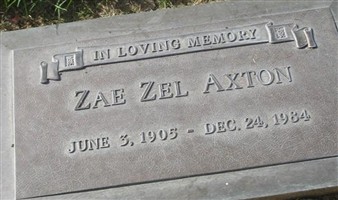 IN LOVING MEMORY
ZAE ZEL AXTON
JUNE 3, 1905 - DEC. 24, 1984